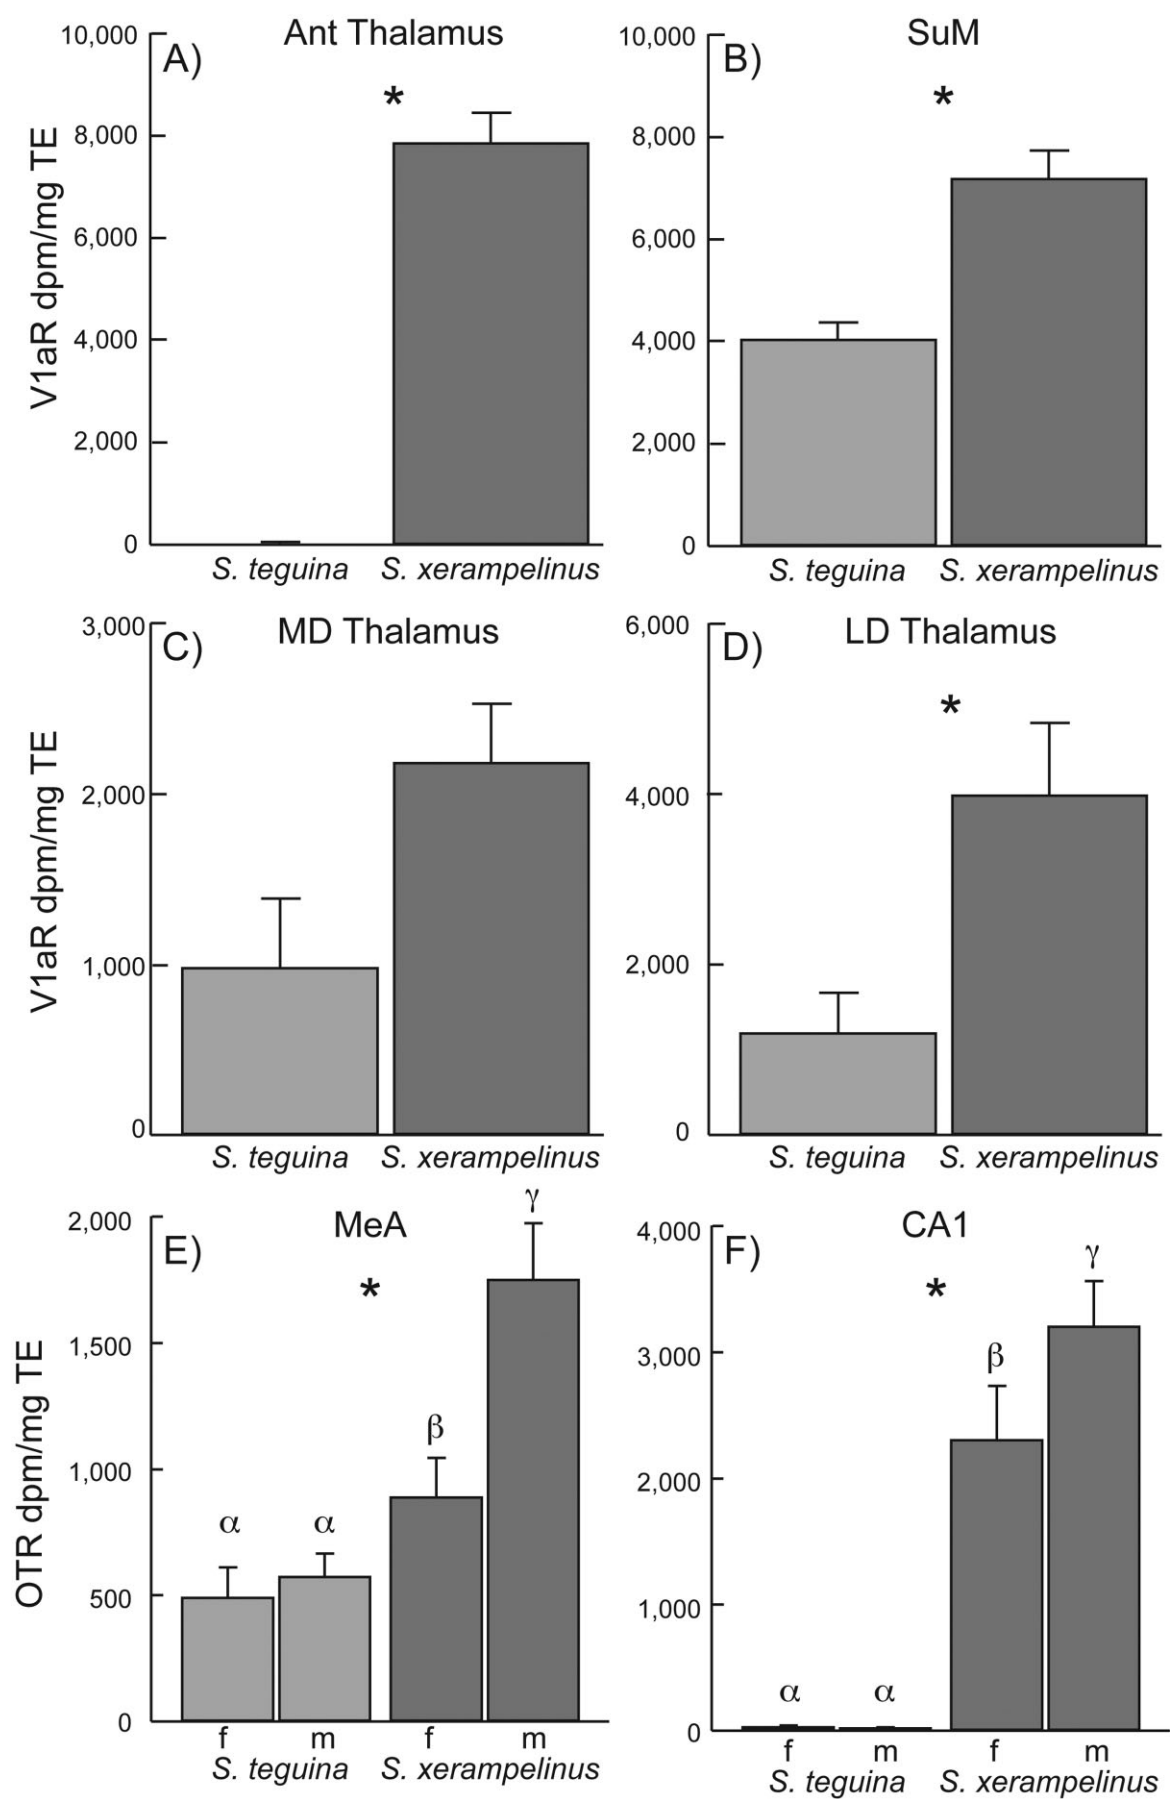 A)
Ant Thalamus
*
V1aR dpm/mg TE
10,000
8,000
6,000
4,000
2,000
0
S. teguina
S. xerampelinus
B)
SuM
*
10,000
8,000
6,000
4,000
2,000
0
S. teguina
S. xerampelinus
C)
MD Thalamus
V1aR dpm/mg TE
3,000
2,000
1,000
0
S. teguina
S. xerampelinus
D)
LD Thalamus
*
6,000
4,000
2,000
0
S. teguina
S. xerampelinus
E)
MeA
*
OTR dpm/mg TE
2,000
1,500
1,000
500
0
α
α
β
γ
f
m
f
m
S. teguina
S. xerampelinus
F)
CA1
*
4,000
3,000
2,000
1,000
0
α
α
β
γ
f
m
f
m
S. teguina
S. xerampelinus